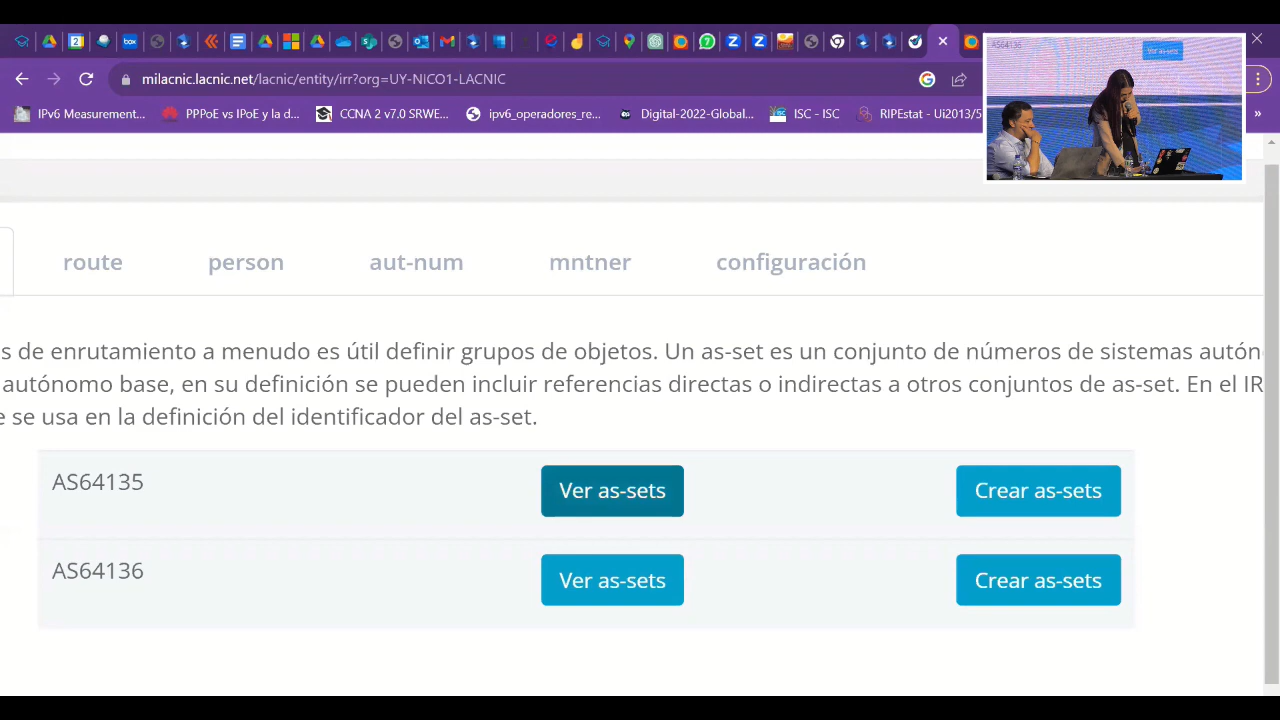 milacnic.lacnic.net/lacnic/entity/irr?org=UY-NICO1-LACNIC
IPv6 Measurement...
PPPoE vs IPoE y la d...
CCNA 2 v7.0 SRWE...
ipv6_operadores_re...
Digital-2022-Global...
ISC - ISC
RIPEstat - Ui2013/5
»
AS64136
Ver as-sets
route
person
aut-num
mntner
configuración
s de enrutamiento a menudo es útil definir grupos de objetos. Un as-set es un conjunto de números de sistemas autón
autónomo base, en su definición se pueden incluir referencias directas o indirectas a otros conjuntos de as-set. En el IR
e se usa en la definición del identificador del as-set.
AS64135
Ver as-sets
Crear as-sets
AS64136
Ver as-sets
Crear as-sets